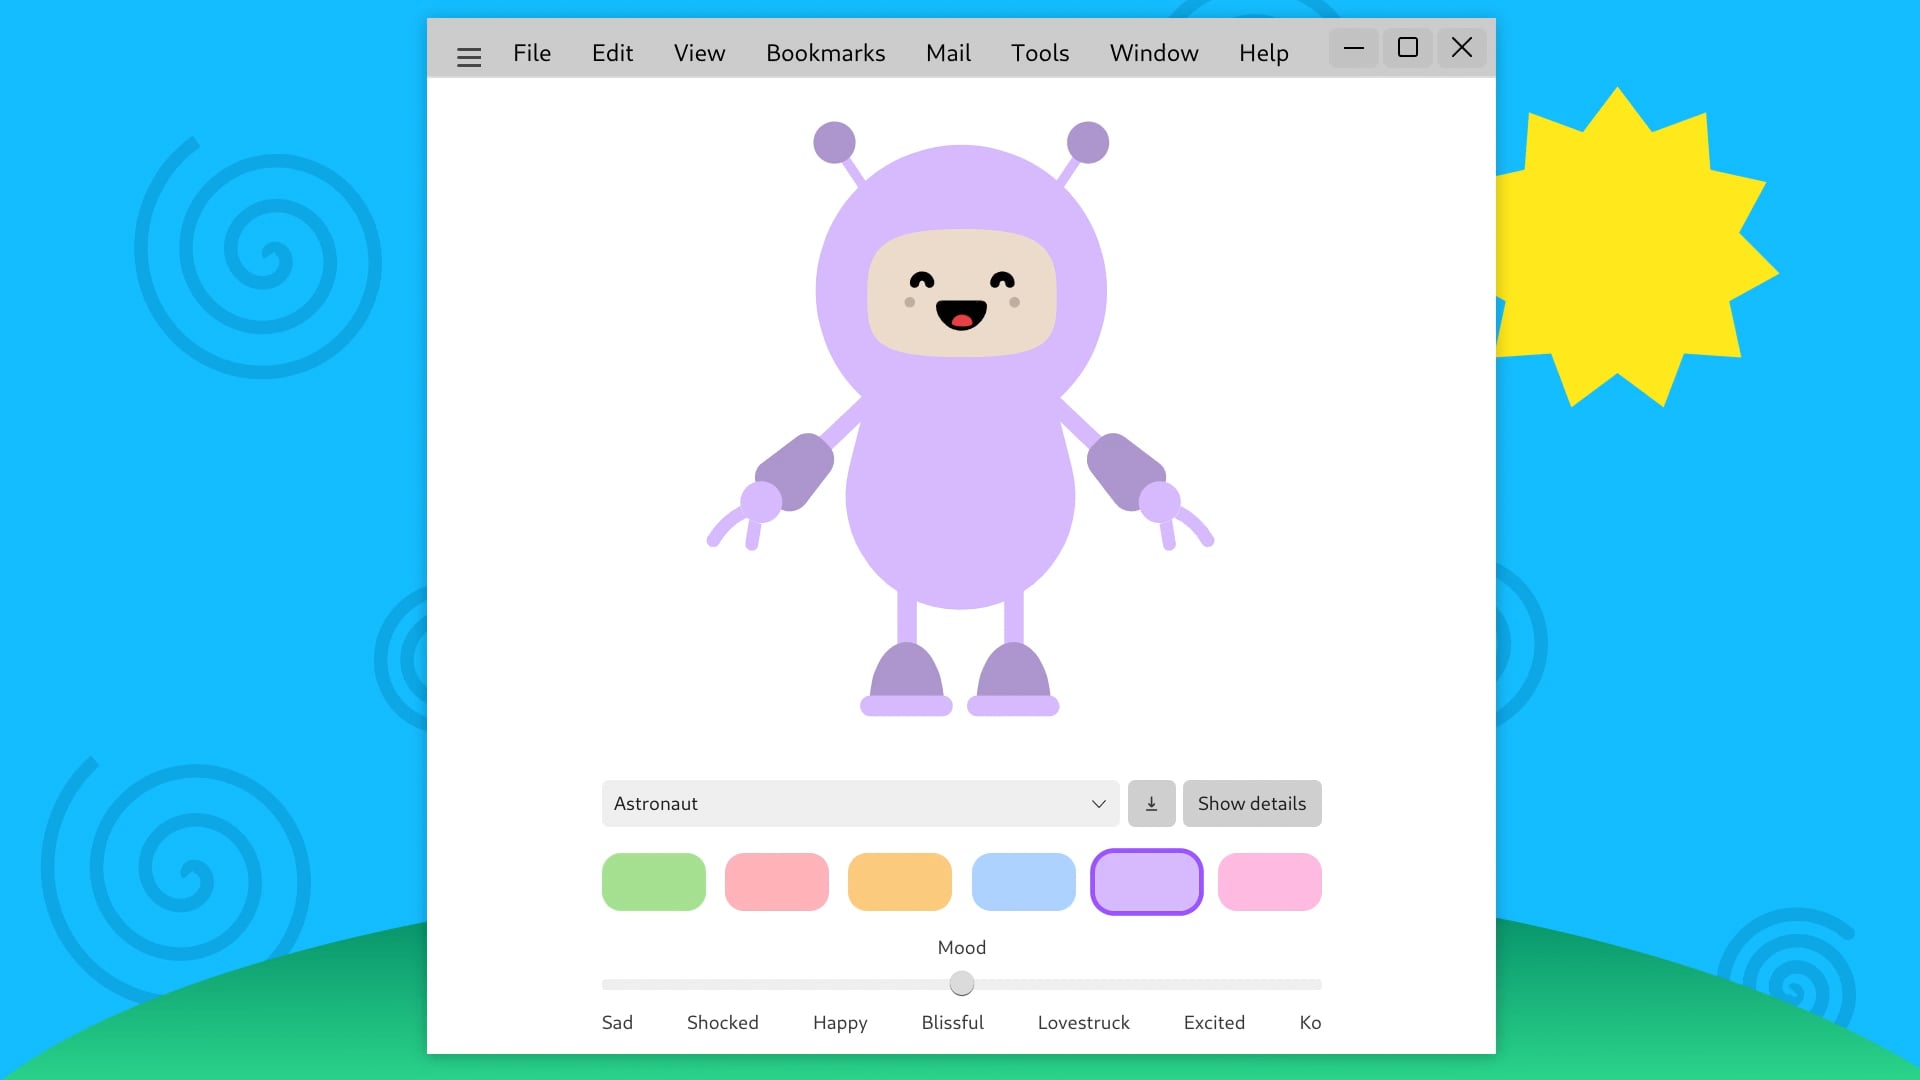 File Edit View Bookmarks Mail Tools Window Help
Astronaut
Show details
Mood
Sad Shocked Happy Blissful Lovestruck Excited Ko